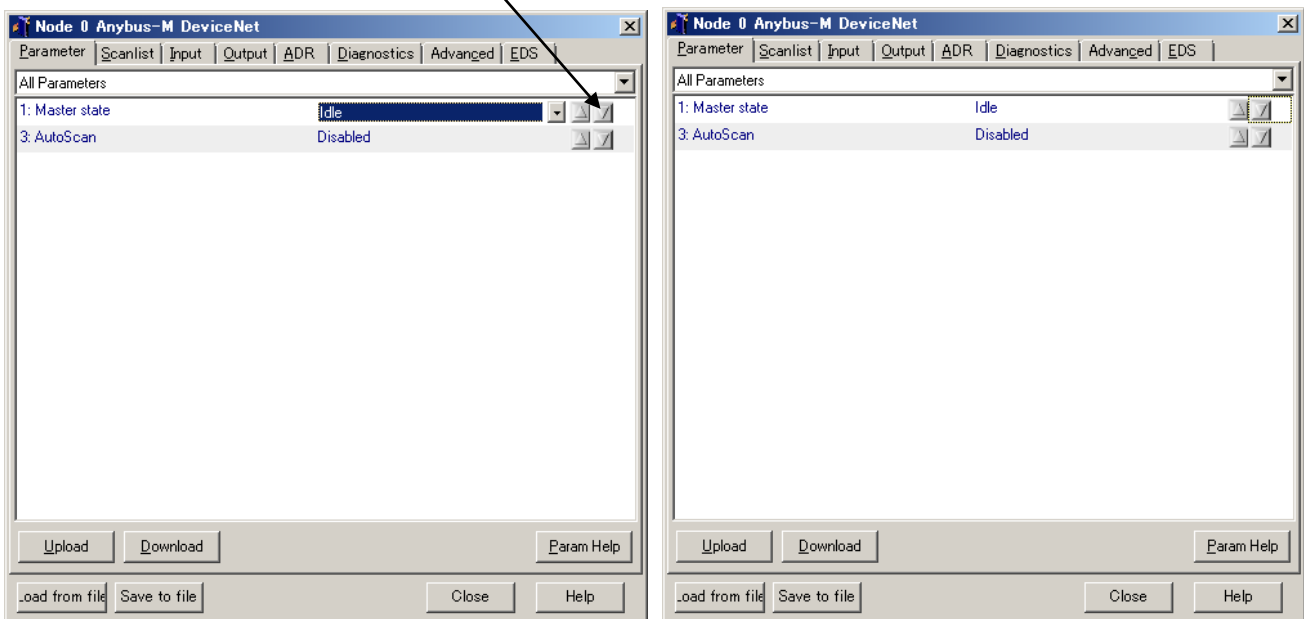 Node 0 Anybus-M DeviceNet
Parameter Scanlist Input Output ADR Diagnostics Advanced EDS
All Parameters
1: Master state Idle
3: AutoScan Disabled
Upload Download Param Help
Load from file Save to file Close Help
Node 0 Anybus-M DeviceNet
Parameter Scanlist Input Output ADR Diagnostics Advanced EDS
All Parameters
1: Master state Idle
3: AutoScan Disabled
Upload Download Param Help
Load from file Save to file Close Help